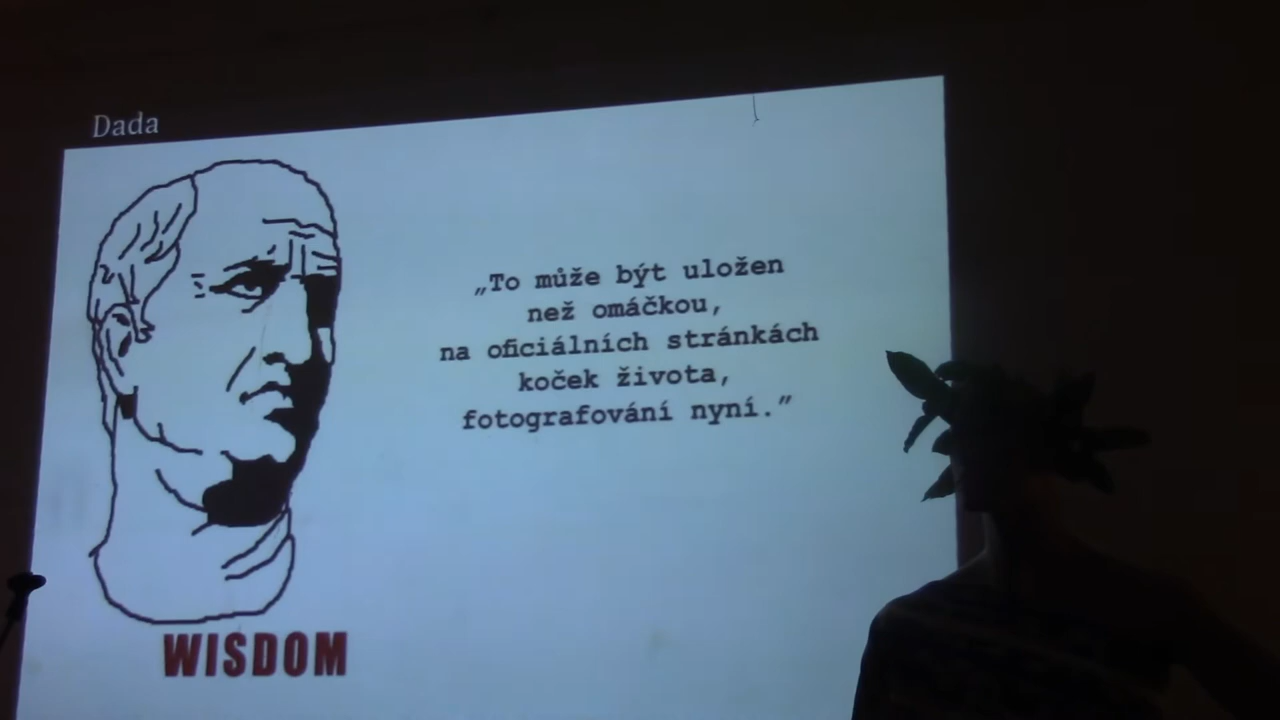 Dada
„To může být uložen
než omáčkou,
na oficiálních stránkách
koček života,
fotografování nyní.”
WISDOM